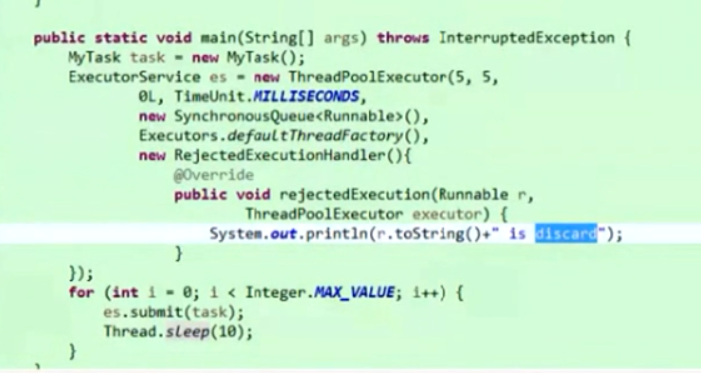 }
public static void main(String[] args) throws InterruptedException {
MyTask task = new MyTask();
ExecutorService es = new ThreadPoolExecutor(5, 5,
0L, TimeUnit.MILLISECONDS,
new SynchronousQueue<Runnable>(),
Executors.defaultThreadFactory(),
new RejectedExecutionHandler(){
@Override
public void rejectedExecution(Runnable r,
ThreadPoolExecutor executor) {
System.out.println(r.toString()+" is discard");
}
});
for (int i = 0; i < Integer.MAX_VALUE; i++) {
es.submit(task);
Thread.sleep(10);
}
}